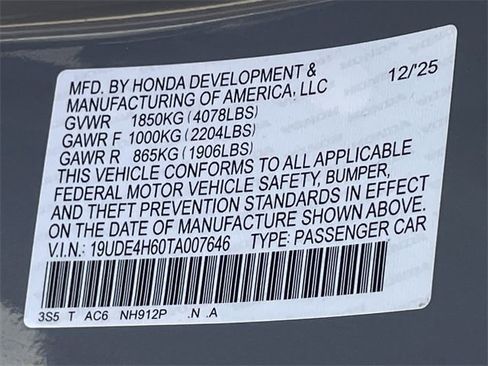 MFD. BY HONDA DEVELOPMENT & 12/'25
MANUFACTURING OF AMERICA, LLC
GVWR 1850KG (4078LBS)
GAWR F 1000KG (2204LBS)
GAWR R 865KG (1906LBS)
THIS VEHICLE CONFORMS TO ALL APPLICABLE
FEDERAL MOTOR VEHICLE SAFETY, BUMPER,
AND THEFT PREVENTION STANDARDS IN EFFECT
ON THE DATE OF MANUFACTURE SHOWN ABOVE.
V.I.N.: 19UDE4H60TA007646 TYPE: PASSENGER CAR
3S5 T AC6 NH912P .N .A